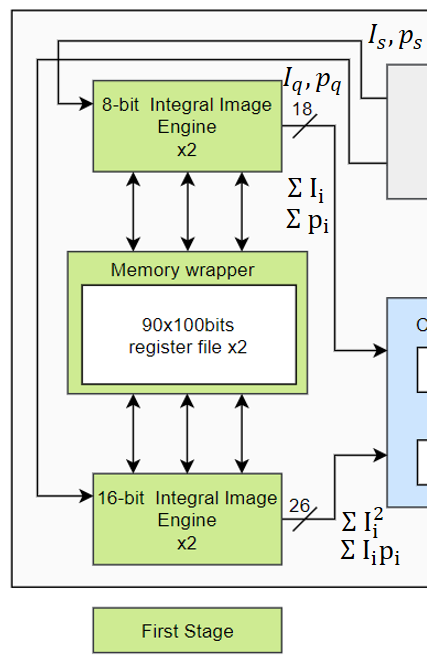 I_s, p_s
I_q, p_q
8-bit Integral Image
Engine
x2
18
Σ I_i
Σ p_i
Memory wrapper
90x100bits
register file x2
16-bit Integral Image
Engine
x2
26
Σ I_i^2
Σ I_i p_i
First Stage